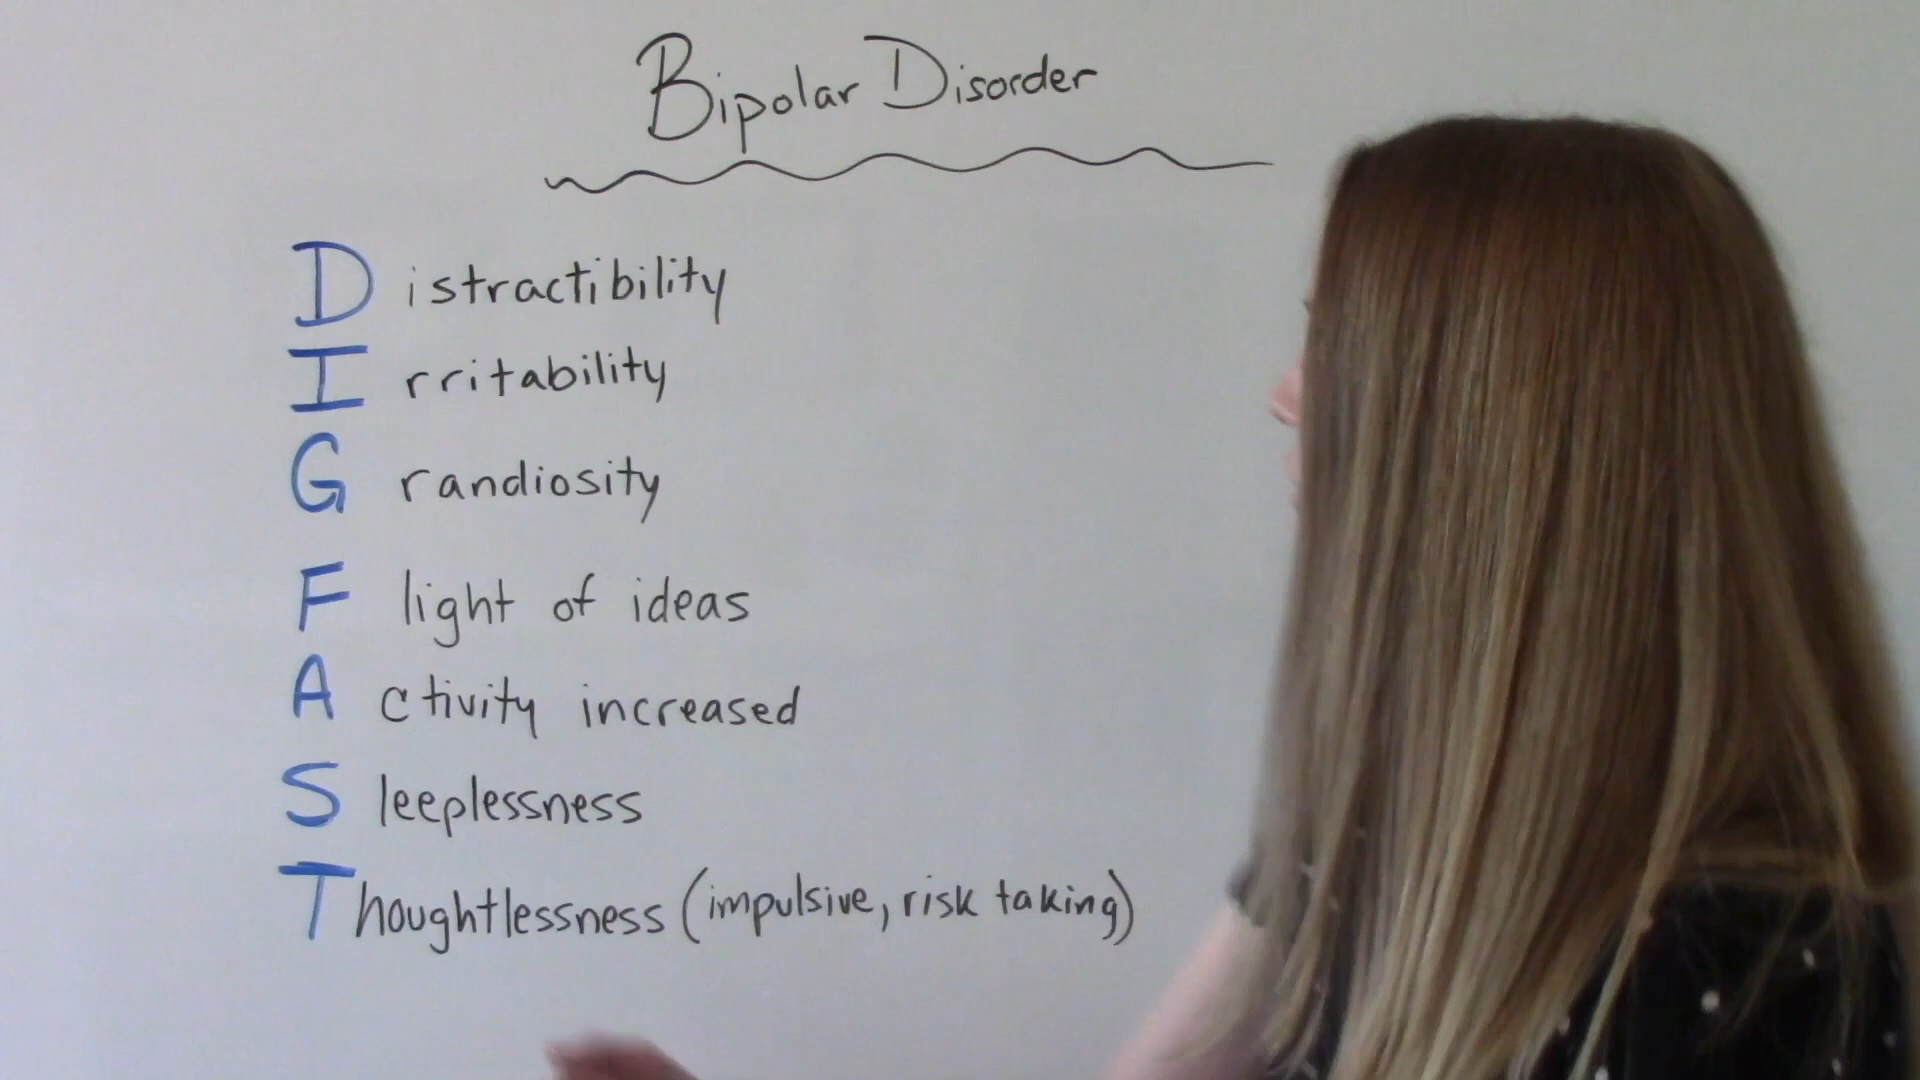 Bipolar Disorder
Distractibility
Irritability
Grandiosity
Flight of ideas
Activity increased
Sleeplessness
Thoughtlessness (impulsive, risk taking)